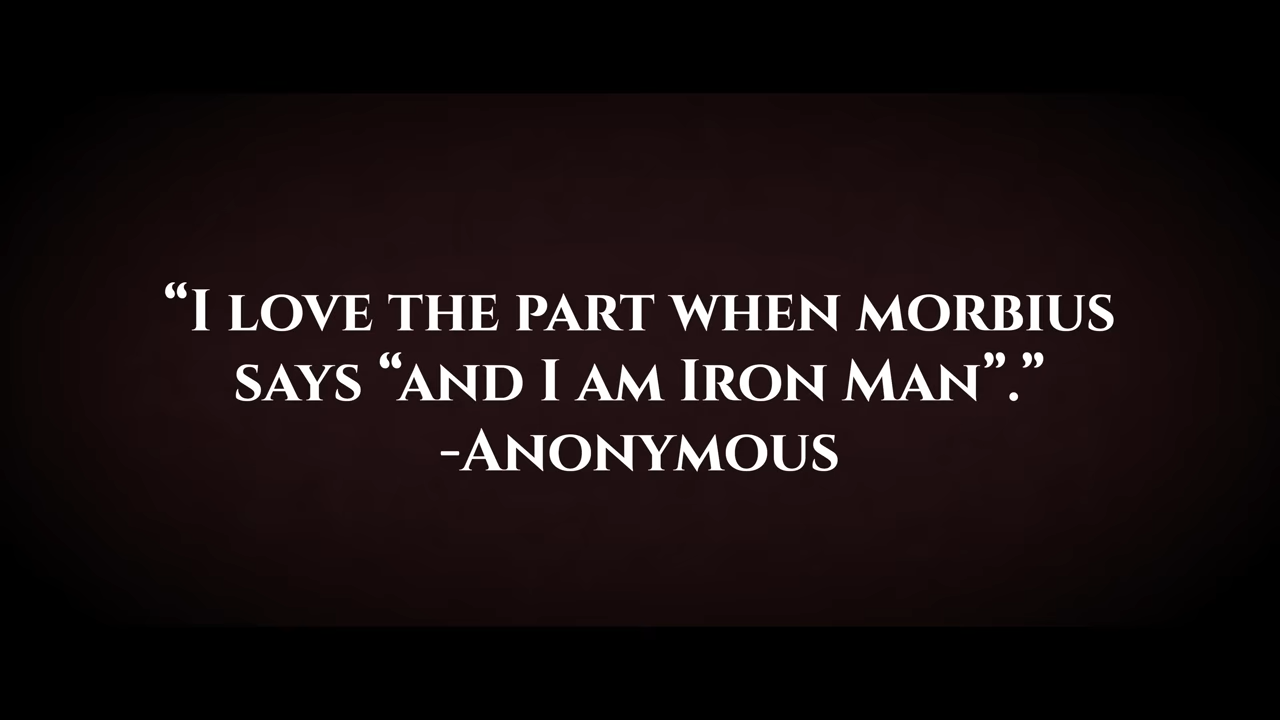 “I love the part when morbius
says “and I am Iron Man”.”
-Anonymous